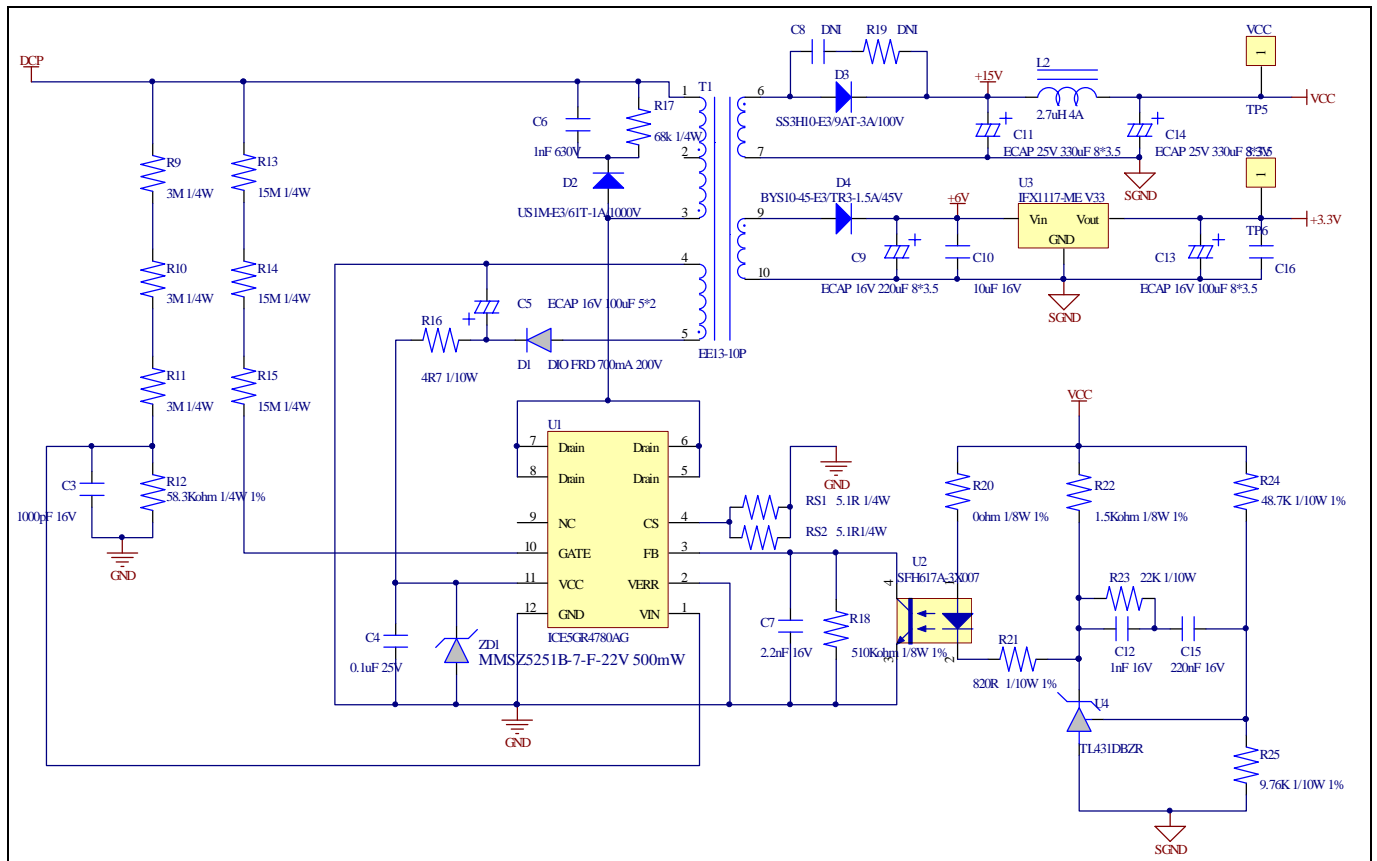 DCP
R9
3M 1/4W
R10
3M 1/4W
R11
3M 1/4W
R12
58.3Kohm 1/4W 1%
C3
1000pF 16V
GND
R13
15M 1/4W
R14
15M 1/4W
R15
15M 1/4W
C6
1nF 630V
R17
68k 1/4W
D2
US1M-E3/61T-1A/1000V
T1
1
2
3
4
5
6
7
9
10
EE13-10P
C8 DNI
R19 DNI
D3
SS3H10-E3/9AT-3A/100V
+15V
L2
2.7uH 4A
C11
ECAP 25V 330uF 8*3.5
C14
ECAP 25V 330uF 8*3.5
SGND
VCC
1
TP5
VCC
D4
BYS10-45-E3/TR3-1.5A/45V
+6V
C9
ECAP 16V 220uF 8*3.5
C10
10uF 16V
U3
IFX1117-ME V33
Vin
Vout
GND
SGND
3.3V
1
TP6
+3.3V
C13
ECAP 16V 100uF 8*3.5
C16
R16
4R7 1/10W
C5 ECAP 16V 100uF 5*2
D1 DIO FRD 700mA 200V
U1
7 Drain Drain 6
8 Drain Drain 5
9 NC CS 4
10 GATE FB 3
11 VCC VERR 2
12 GND VIN 1
ICE5GR4780AG
C4
0.1uF 25V
ZD1
MMSZ5251B-7-F-22V 500mW
GND
GND
RS1 5.1R 1/4W
RS2 5.1R1/4W
C7
2.2nF 16V
R18
510Kohm 1/8W 1%
U2
SFH617A-3X007
4
1
3
2
VCC
R20
0ohm 1/8W 1%
R22
1.5Kohm 1/8W 1%
R24
48.7K 1/10W 1%
R23 22K 1/10W
C12
1nF 16V
C15
220nF 16V
R21
820R 1/10W 1%
U4
TL431DBZR
R25
9.76K 1/10W 1%
SGND